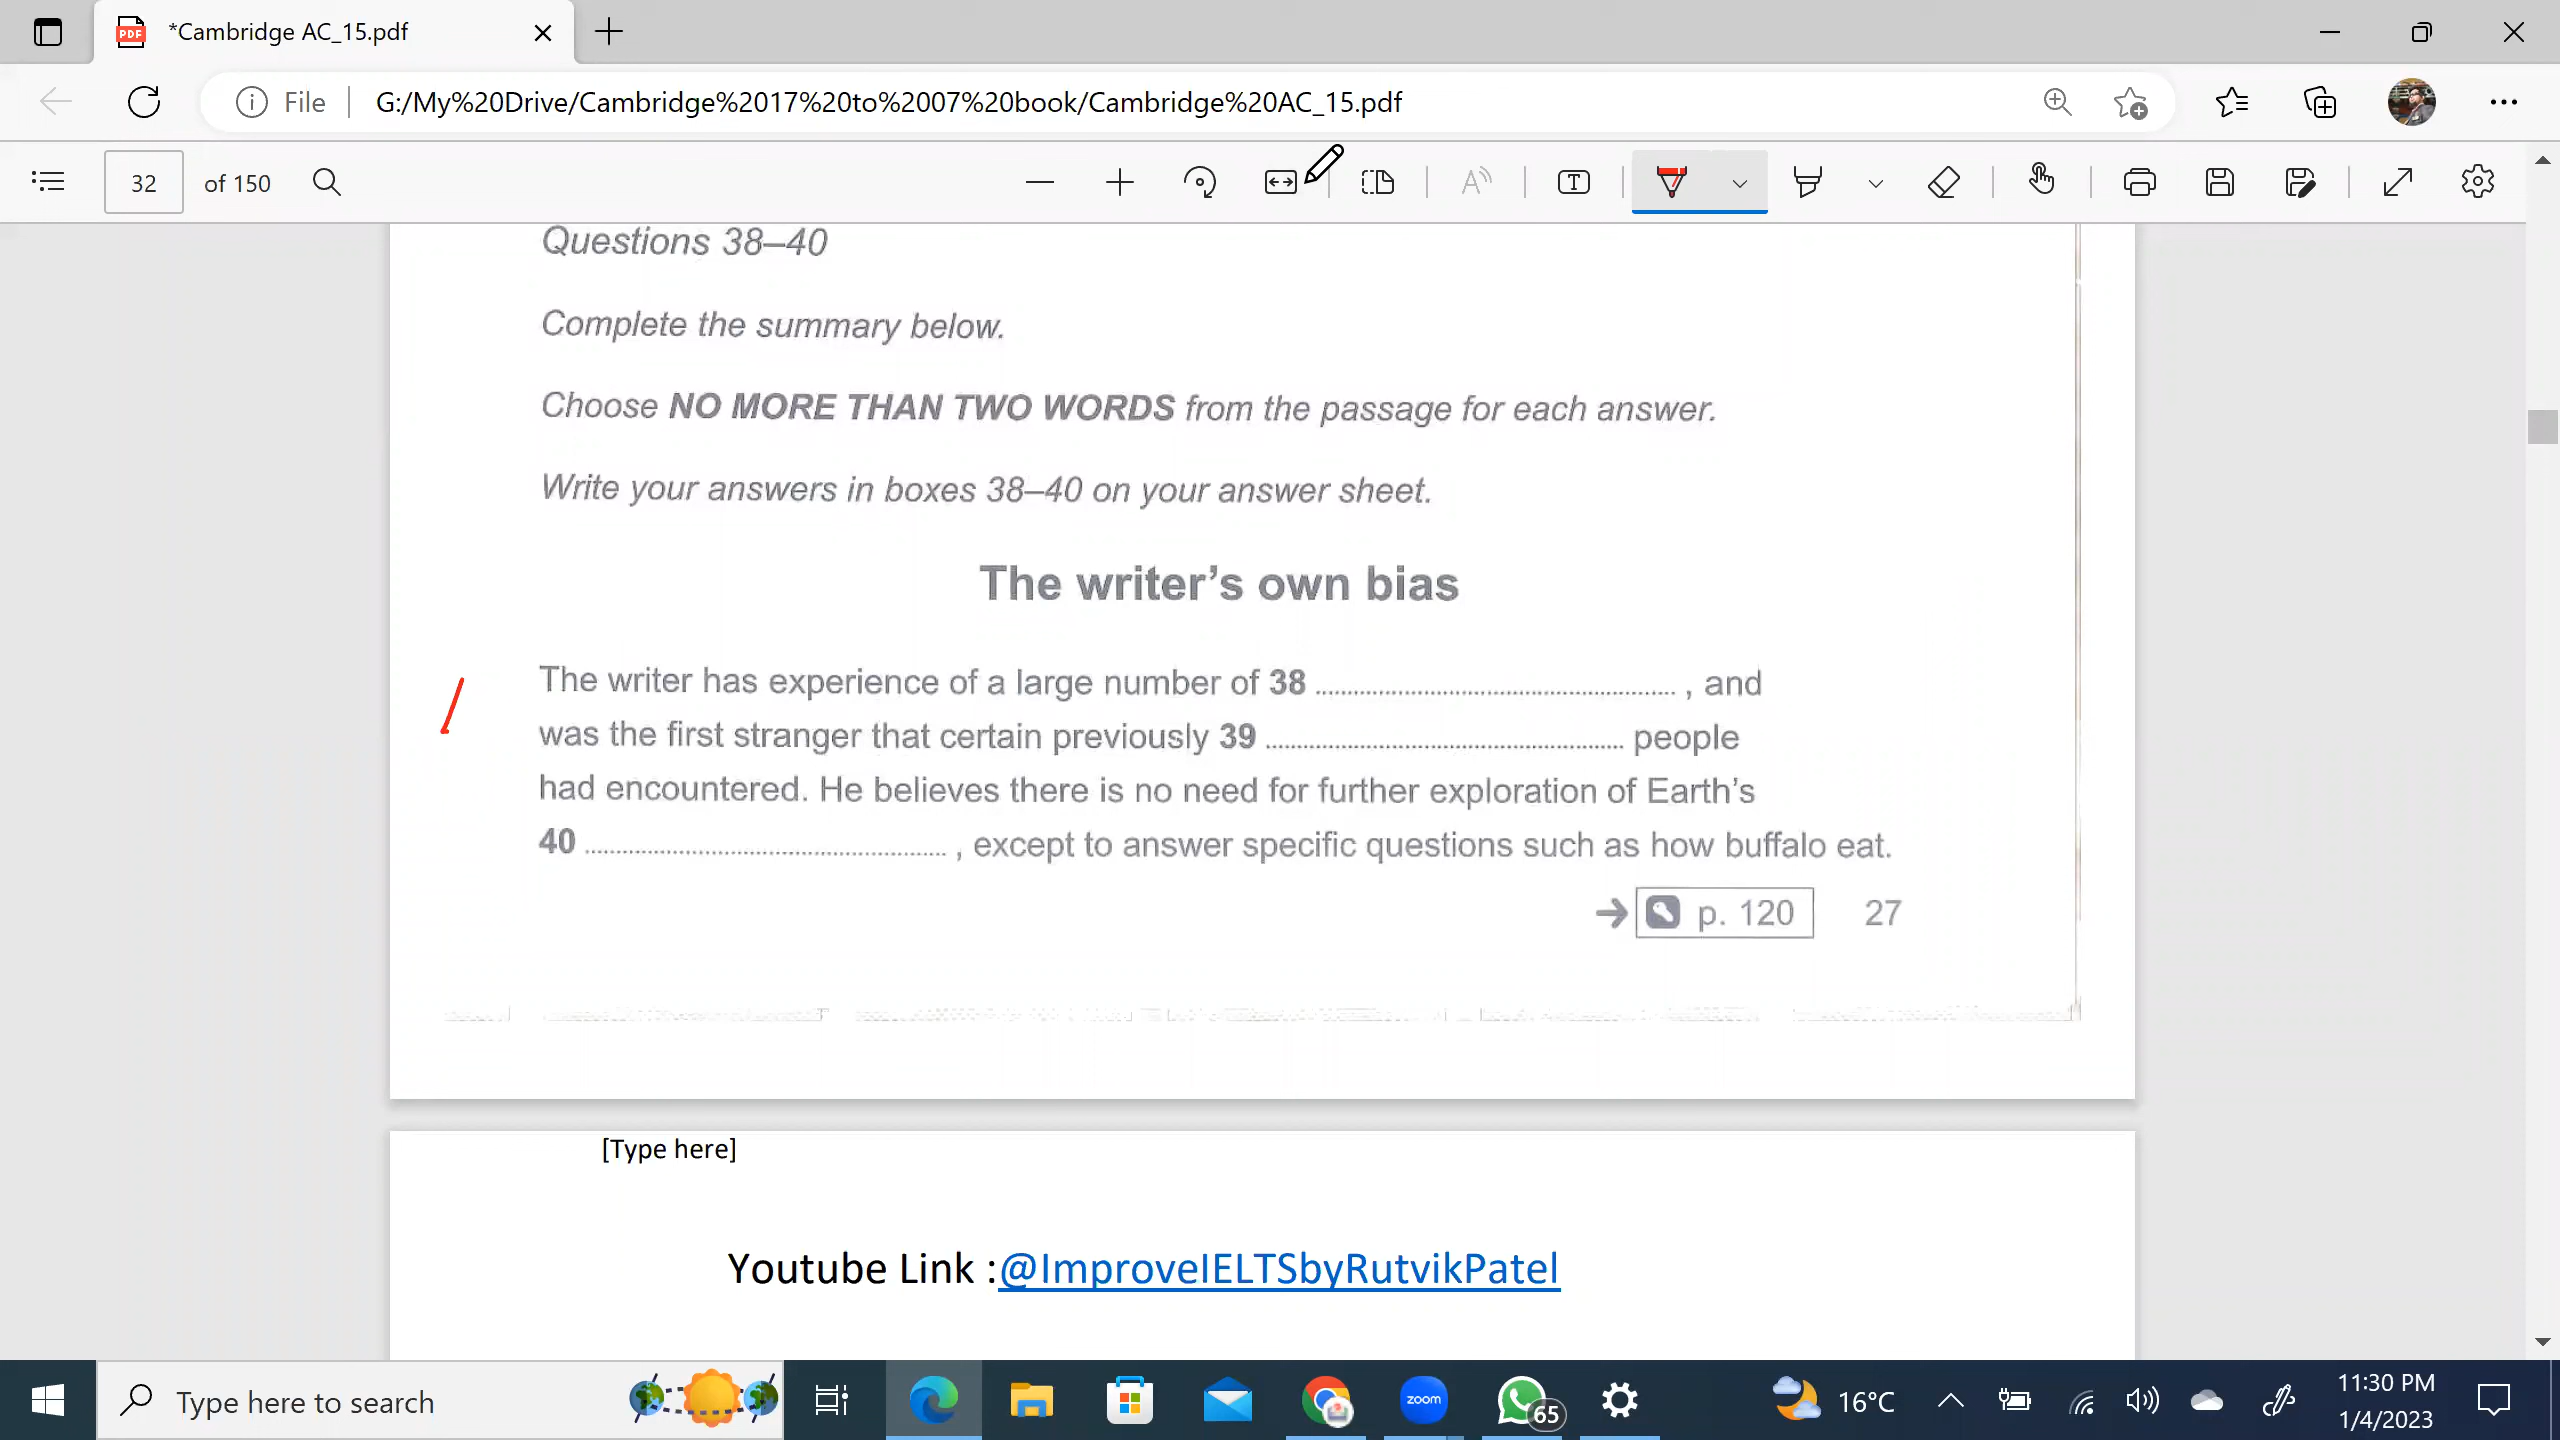 *Cambridge AC_15.pdf
File
G:/My%20Drive/Cambridge%2017%20to%2007%20book/Cambridge%20AC_15.pdf
32 of 150
Questions 38–40
Complete the summary below.
Choose NO MORE THAN TWO WORDS from the passage for each answer.
Write your answers in boxes 38–40 on your answer sheet.
The writer's own bias
The writer has experience of a large number of 38 ........................................, and
was the first stranger that certain previously 39 ........................................ people
had encountered. He believes there is no need for further exploration of Earth's
40 ........................................, except to answer specific questions such as how buffalo eat.
p. 120 27
[Type here]
Youtube Link :@ImproveIELTSbyRutvikPatel
Type here to search
zoom
65
16°C
11:30 PM
1/4/2023